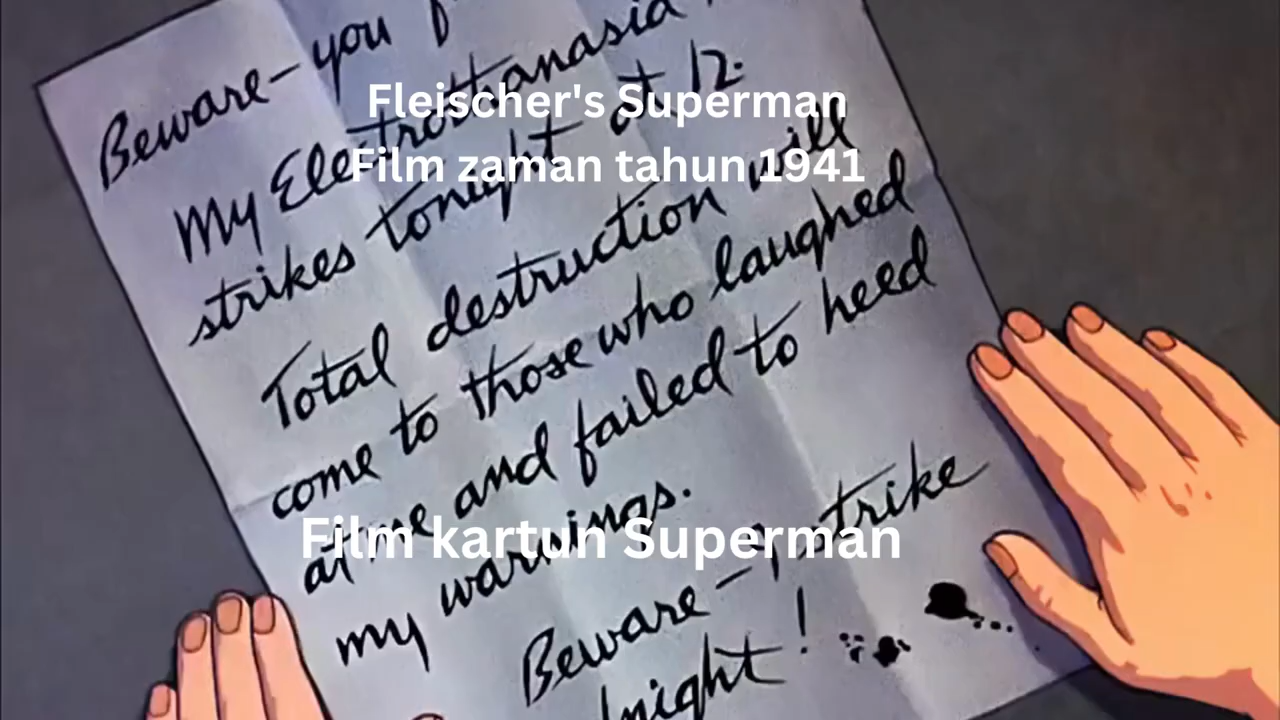 Beware-you f
My Electrothanasia
strikes tonight at 12.
Total destruction will
come to those who laughed
at me and failed to heed
my warnings.
Beware-I strike
night!
Fleischer's Superman
Film zaman tahun 1941
Film kartun Superman